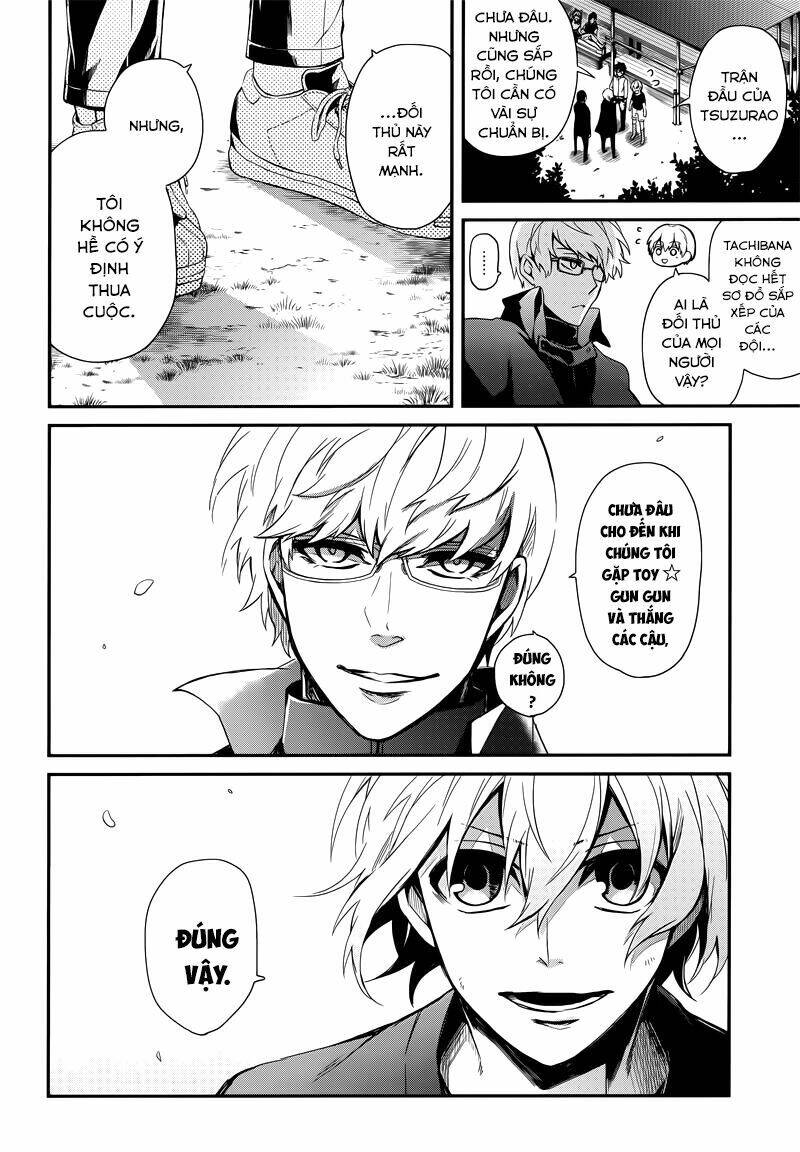 TRẬN
ĐẦU CỦA
TSUZURAO
...
CHƯA ĐÂU.
NHƯNG
CŨNG SẮP
RỒI, CHÚNG
TÔI CẦN CÓ
VÀI SỰ
CHUẨN BỊ.
TACHIBANA
KHÔNG
ĐỌC HẾT
SƠ ĐỒ SẮP
XẾP CỦA
CÁC
ĐỘI...
AI LÀ
ĐỐI THỦ
CỦA MỌI
NGƯỜI
VẬY?
......
...ĐỐI
THỦ NÀY
RẤT
MẠNH.
NHƯNG,
TÔI
KHÔNG
HỀ CÓ Ý
ĐỊNH
THUA
CUỘC.
CHƯA ĐÂU
CHO ĐẾN KHI
CHÚNG TÔI
GẶP TOY ☆
GUN GUN
VÀ THẮNG
CÁC CẬU,
ĐÚNG
KHÔNG
?
ĐÚNG
VẬY.